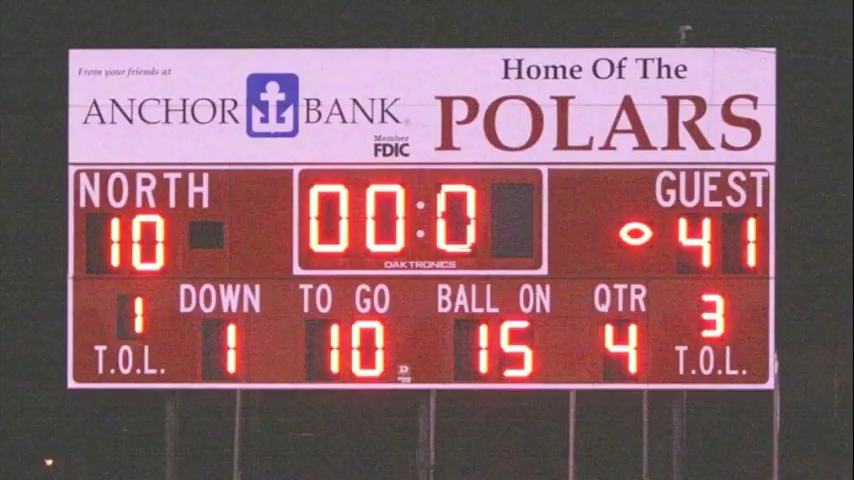 From your friends at
ANCHOR BANK
Member
FDIC
Home Of The
POLARS
NORTH
10
00:0
DAKTRONICS
GUEST
41
1
T.O.L.
DOWN
1
TO GO
10
BALL ON
15
QTR
4
3
T.O.L.